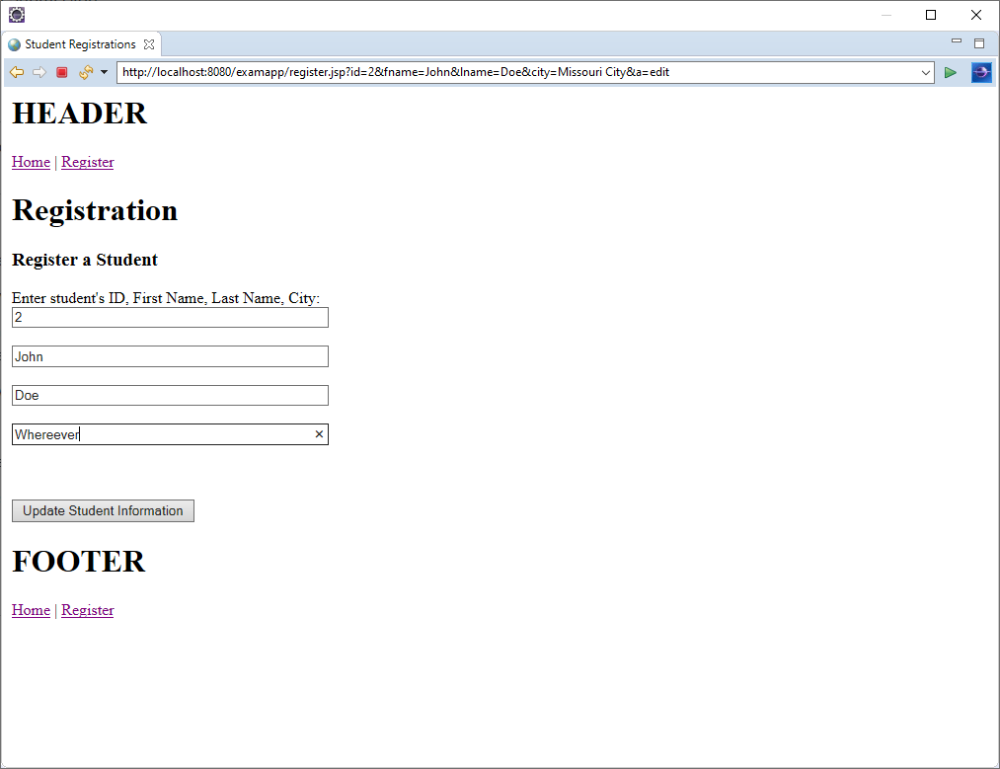 Student Registrations
http://localhost:8080/examapp/register.jsp?id=2&fname=John&lname=Doe&city=Missouri City&a=edit
HEADER
Home | Register
Registration
Register a Student
Enter student's ID, First Name, Last Name, City:
2
John
Doe
Whereever
Update Student Information
FOOTER
Home | Register